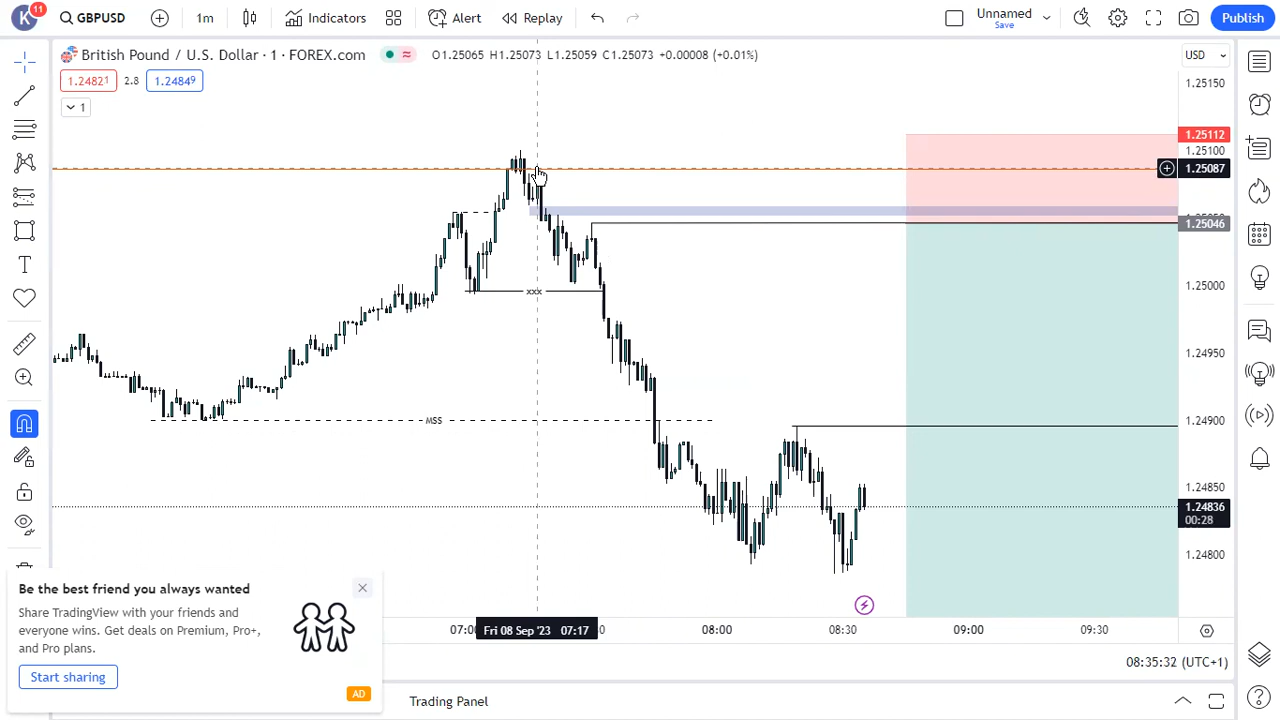 K 11 GBPUSD 1m Indicators Alert Replay Unnamed Save Publish
British Pound / U.S. Dollar · 1 · FOREX.com O1.25065 H1.25073 L1.25059 C1.25073 +0.00008 (+0.01%) USD
1.24821 2.8 1.24849
1
1.25150
1.25112
1.25100
1.25087
1.25046
1.25000
xxx
1.24950
1.24900
MSS
1.24850
1.24836
00:28
1.24800
Be the best friend you always wanted
Share TradingView with your friends and
everyone wins. Get deals on Premium, Pro+,
and Pro plans.
Start sharing
AD
Fri 08 Sep '23 07:17 08:00 08:30 09:00 09:30
08:35:32 (UTC+1)
Trading Panel